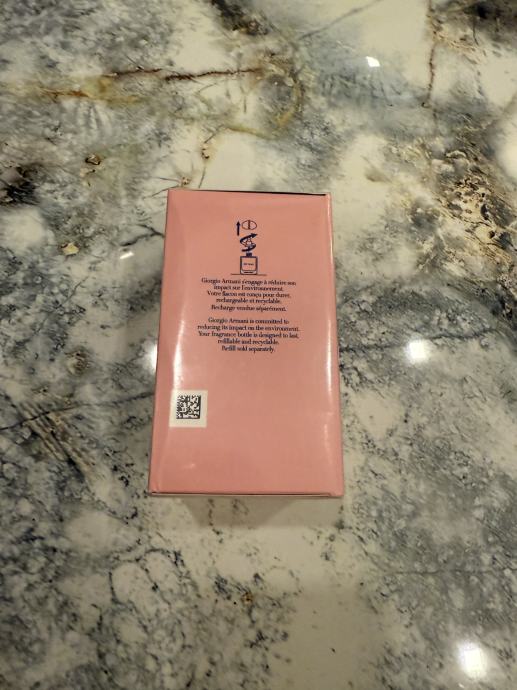 Giorgio Armani s'engage à réduire son
impact sur l'environnement.
Votre flacon est conçu pour durer,
rechargeable et recyclable.
Recharge vendue séparément.
Giorgio Armani is committed to
reducing its impact on the environment.
Your fragrance bottle is designed to last,
refillable and recyclable.
Refill sold separately.